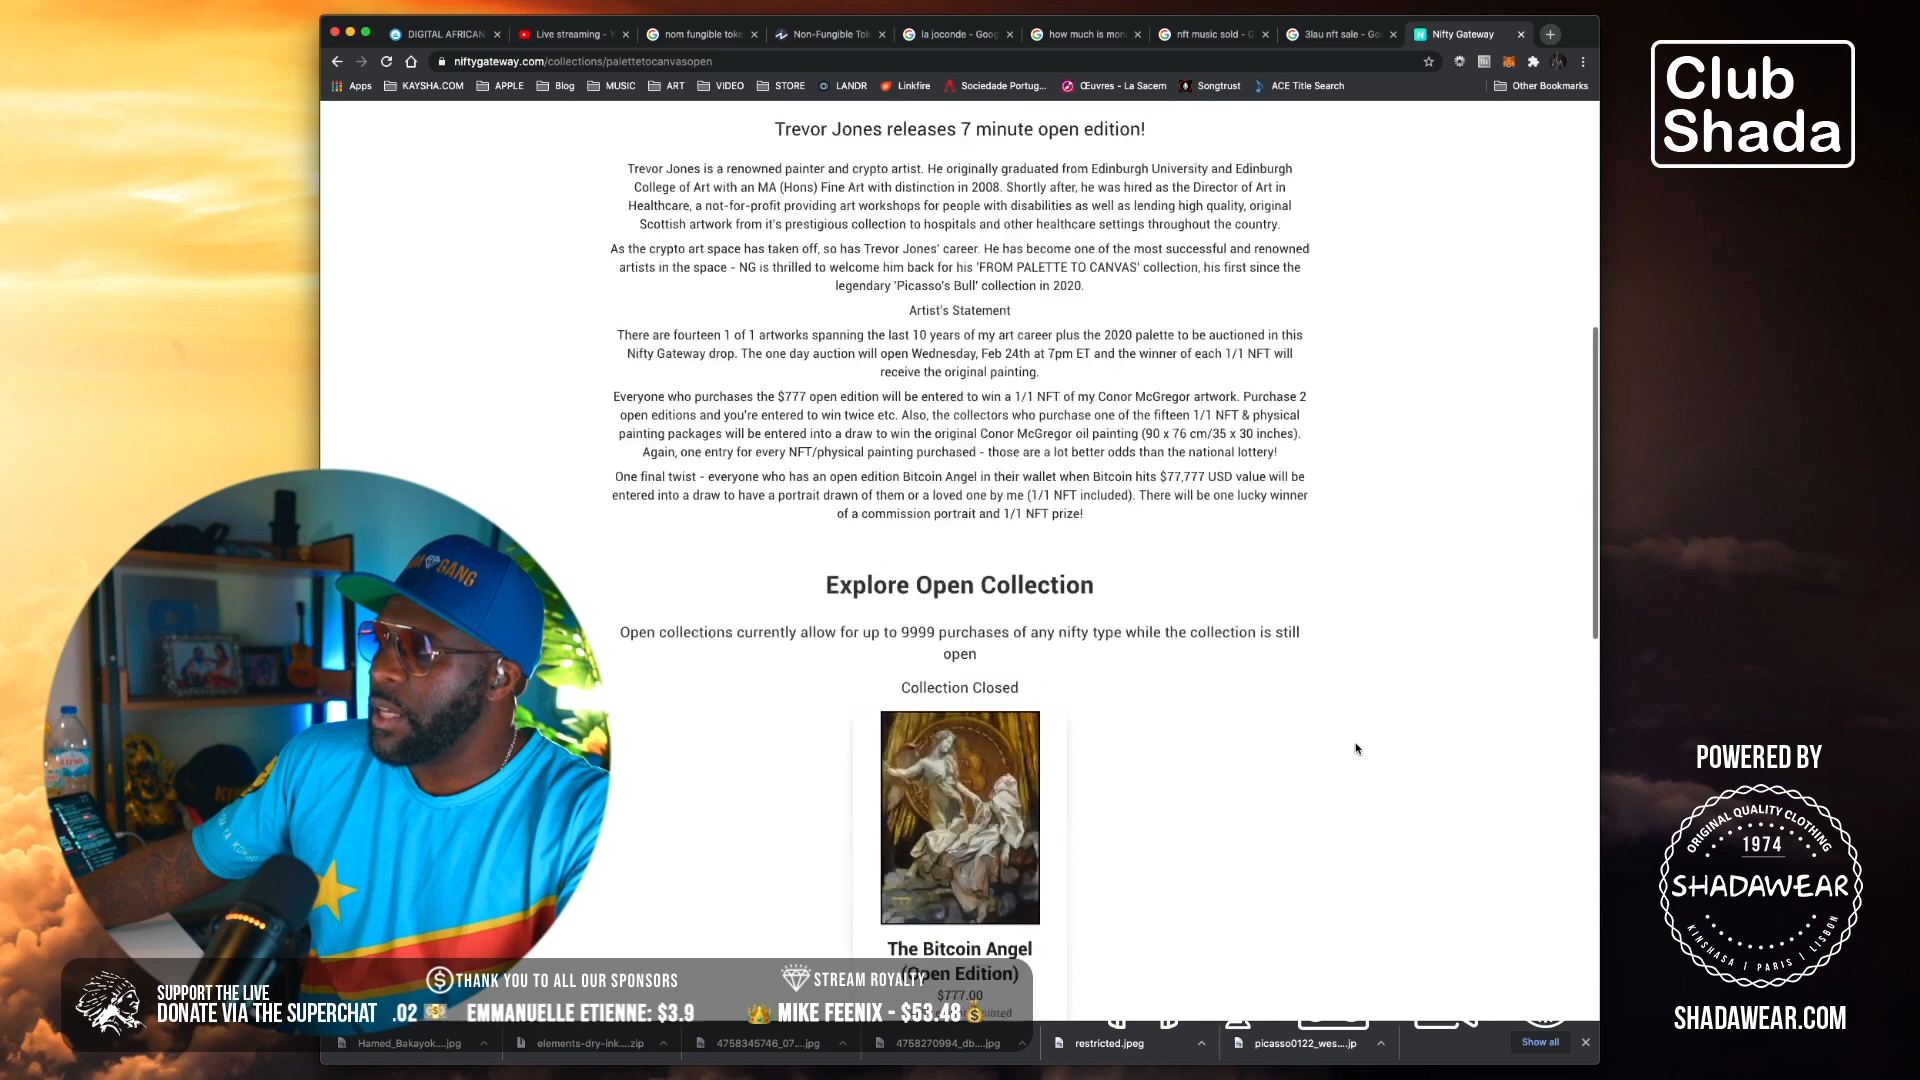 DIGITAL AFRICAN
Live streaming - Y
nom fungible toke
Non-Fungible Tok
la joconde - Goog
how much is mon
nft music sold - G
3lau nft sale - Go
Nifty Gateway
niftygateway.com/collections/palettetocanvasopen
Apps
KAYSHA.COM
APPLE
Blog
MUSIC
ART
VIDEO
STORE
LANDR
Linkfire
Sociedade Portug...
Œuvres - La Sacem
Songtrust
ACE Title Search
Other Bookmarks
Trevor Jones releases 7 minute open edition!
Trevor Jones is a renowned painter and crypto artist. He originally graduated from Edinburgh University and Edinburgh
College of Art with an MA (Hons) Fine Art with distinction in 2008. Shortly after, he was hired as the Director of Art in
Healthcare, a not-for-profit providing art workshops for people with disabilities as well as lending high quality, original
Scottish artwork from it's prestigious collection to hospitals and other healthcare settings throughout the country.
As the crypto art space has taken off, so has Trevor Jones' career. He has become one of the most successful and renowned
artists in the space - NG is thrilled to welcome him back for his 'FROM PALETTE TO CANVAS' collection, his first since the
legendary 'Picasso's Bull' collection in 2020.
Artist's Statement
There are fourteen 1 of 1 artworks spanning the last 10 years of my art career plus the 2020 palette to be auctioned in this
Nifty Gateway drop. The one day auction will open Wednesday, Feb 24th at 7pm ET and the winner of each 1/1 NFT will
receive the original painting.
Everyone who purchases the $777 open edition will be entered to win a 1/1 NFT of my Conor McGregor artwork. Purchase 2
open editions and you're entered to win twice etc. Also, the collectors who purchase one of the fifteen 1/1 NFT & physical
painting packages will be entered into a draw to win the original Conor McGregor oil painting (90 x 76 cm/35 x 30 inches).
Again, one entry for every NFT/physical painting purchased - those are a lot better odds than the national lottery!
One final twist - everyone who has an open edition Bitcoin Angel in their wallet when Bitcoin hits $77,777 USD value will be
entered into a draw to have a portrait drawn of them or a loved one by me (1/1 NFT included). There will be one lucky winner
of a commission portrait and 1/1 NFT prize!
Explore Open Collection
Open collections currently allow for up to 9999 purchases of any nifty type while the collection is still
open
Collection Closed
The Bitcoin Angel
(Open Edition)
$777.00
GANG
Club
Shada
POWERED BY
ORIGINAL QUALITY CLOTHING
1974
SHADAWEAR
KINSHASA | PARIS | LISBON
SHADAWEAR.COM
SUPPORT THE LIVE
DONATE VIA THE SUPERCHAT
THANK YOU TO ALL OUR SPONSORS
.02 EMMANUELLE ETIENNE: $3.9
STREAM ROYALTY
MIKE FEENIX - $53.48
Hamed_Bakayok....jpg
elements-dry-ink....zip
4758345746_07....jpg
4758270994_db....jpg
restricted.jpeg
picasso0122_wes....jp
Show all